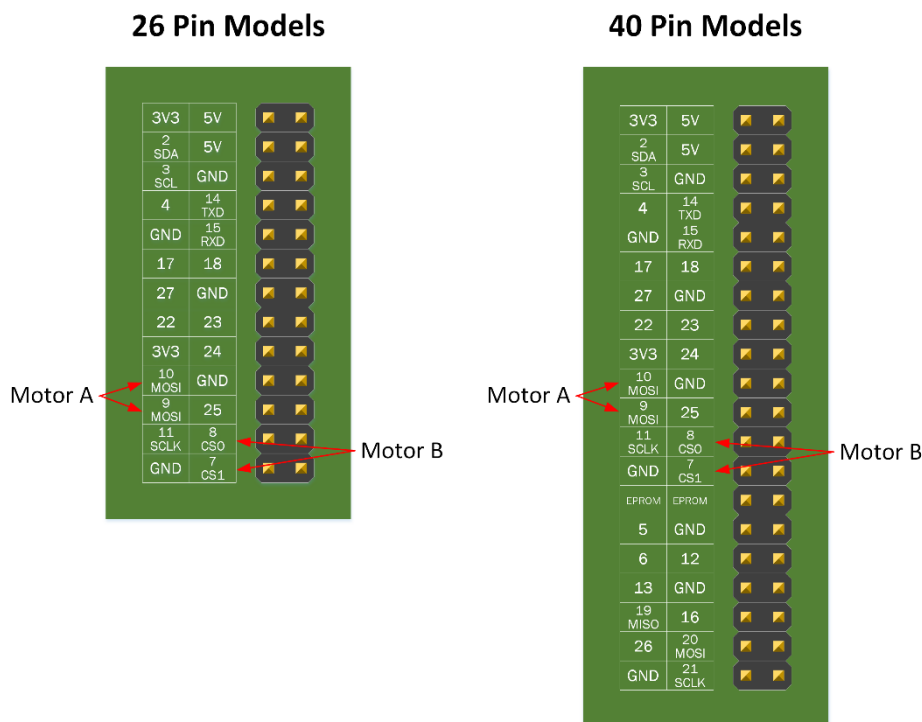 26 Pin Models
3V3 5V
2 SDA 5V
3 SCL GND
4 14 TXD
GND 15 RXD
17 18
27 GND
22 23
3V3 24
10 MOSI GND
9 MOSI 25
11 SCLK 8 CSO
GND 7 CS1
Motor A
Motor B
40 Pin Models
3V3 5V
2 SDA 5V
3 SCL GND
4 14 TXD
GND 15 RXD
17 18
27 GND
22 23
3V3 24
10 MOSI GND
9 MOSI 25
11 SCLK 8 CSO
GND 7 CS1
EPROM EPROM
5 GND
6 12
13 GND
19 MISO 16
26 20 MOSI
GND 21 SCLK
Motor A
Motor B